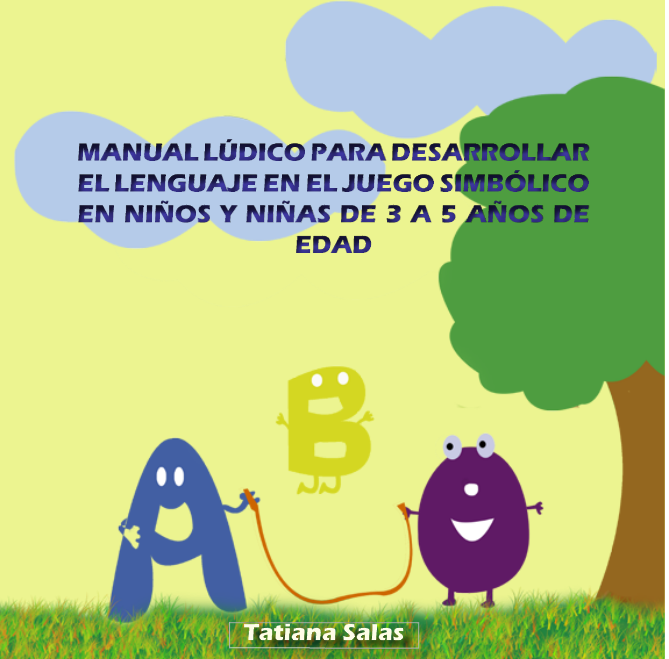 MANUAL LÚDICO PARA DESARROLLAR
EL LENGUAJE EN EL JUEGO SIMBÓLICO
EN NIÑOS Y NIÑAS DE 3 A 5 AÑOS DE
EDAD
B
A
O
Tatiana Salas